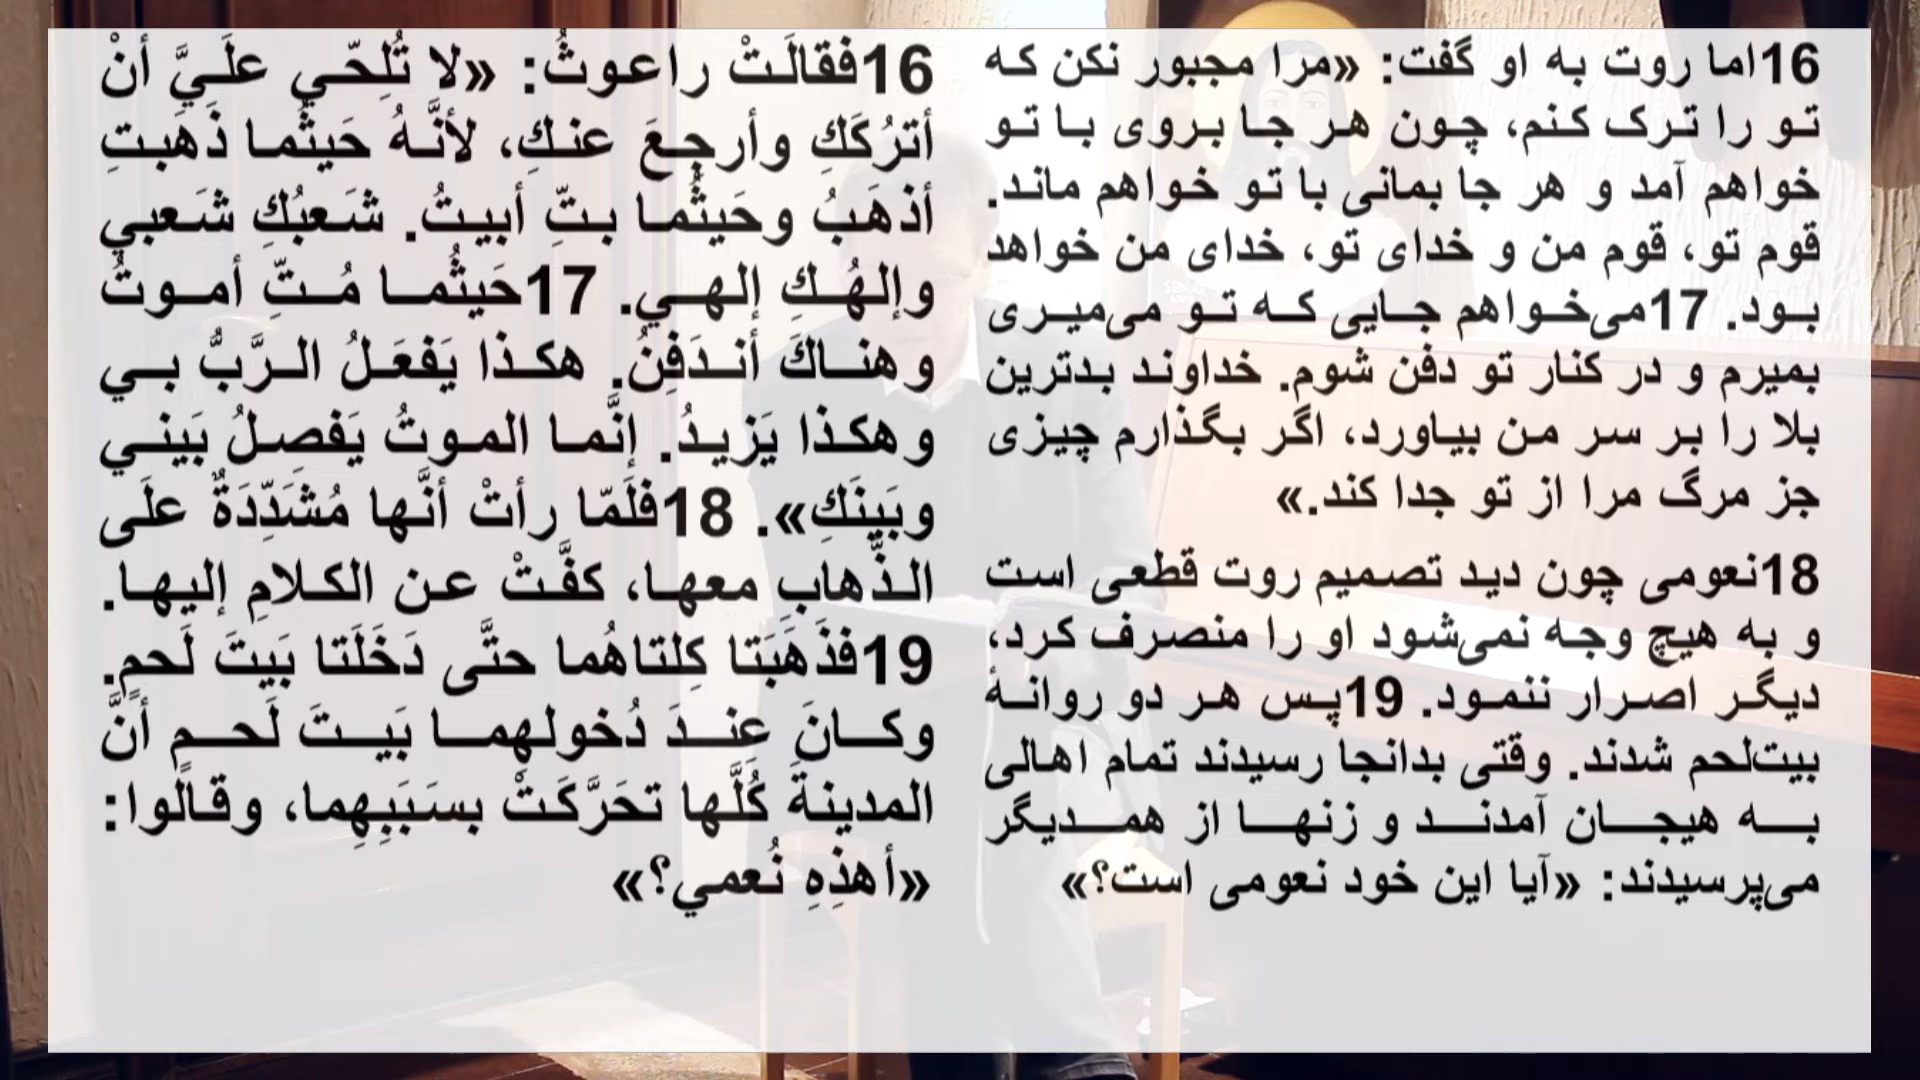 16اما روت به او گفت: «مرا مجبور نکن که
تو را ترک کنم، چون هر جا بروی با تو
خواهم آمد و هر جا بمانی با تو خواهم ماند.
قوم تو، قوم من و خدای تو، خدای من خواهد
بود. 17می‌خواهم جایی که تو می‌میری
بمیرم و در کنار تو دفن شوم. خداوند بدترین
بلا را بر سر من بیاورد، اگر بگذارم چیزی
جز مرگ مرا از تو جدا کند.»
18نعومی چون دید تصمیم روت قطعی است
و به هیچ وجه نمی‌شود او را منصرف کرد،
دیگر اصرار ننمود. 19پس هر دو روانهٔ
بیت‌لحم شدند. وقتی بدانجا رسیدند تمام اهالی
به هیجان آمدند و زنها از همدیگر
می‌پرسیدند: «آیا این خود نعومی است؟»
16فقالَتْ راعوثُ: «لا تُلِحّي علَيَّ أنْ
أترُكَكِ وأرجِعَ عنكِ، لأنَّهُ حَيثُما ذَهَبتِ
أذهَبُ وحَيثُما بتِّ أبيتُ. شَعبُكِ شَعبي
وإلهُكِ إلهي. 17حَيثُما مُتِّ أموتُ
وهناكَ أندَفِنُ. هكذا يَفعَلُ الرَّبُّ بي
وهكذا يَزيدُ. إنَّما الموتُ يَفصلُ بَيني
وبَينَكِ». 18فلَمّا رأتْ أنَّها مُشَدِّدَةٌ علَى
الذَّهابِ معها، كفَّتْ عن الكلامِ إليها.
19فذَهَبَتا كِلتاهُما حتَّى دَخَلَتا بَيتَ لَحمٍ.
وكانَ عِندَ دُخولهِما بَيتَ لَحمٍ أنَّ
المدينةَ كُلَّها تحَرَّكَتْ بسَبَبِهِما، وقالوا:
«أهذِهِ نُعمي؟»